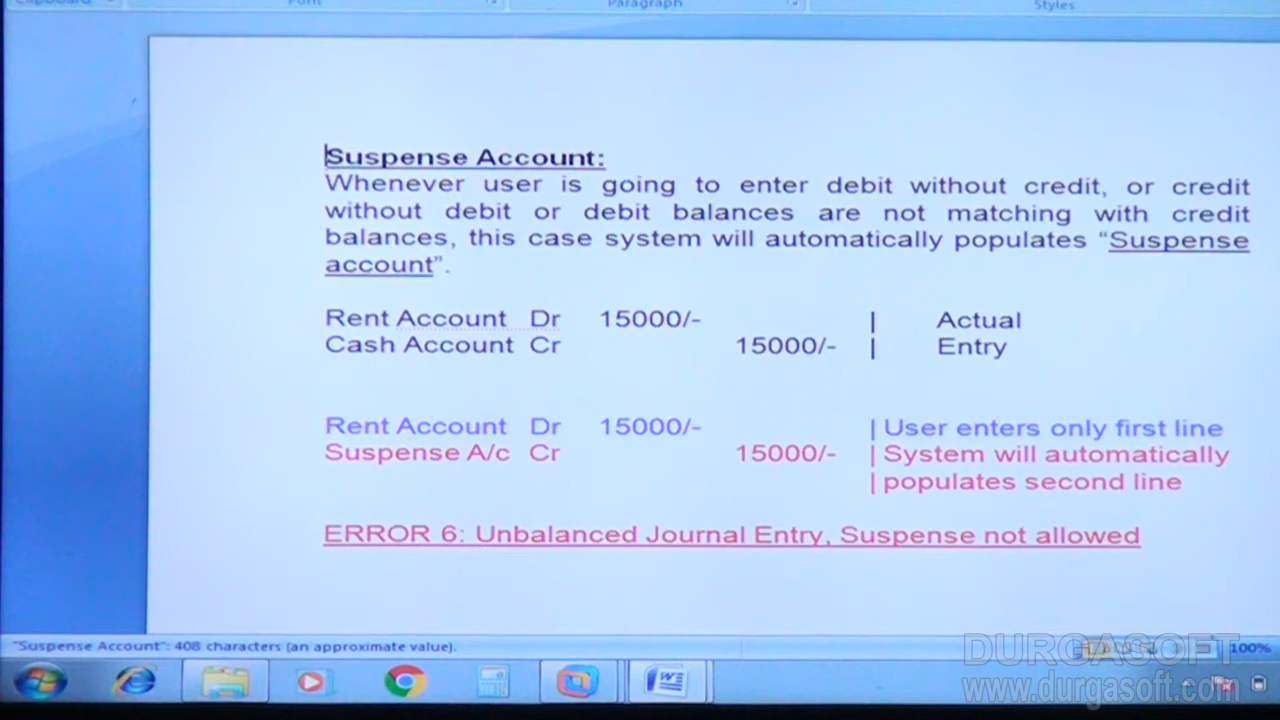 Clipboard
Font
Paragraph
Styles
Suspense Account:
Whenever user is going to enter debit without credit, or credit
without debit or debit balances are not matching with credit
balances, this case system will automatically populates “Suspense
account”.
Rent Account Dr 15000/- | Actual
Cash Account Cr 15000/- | Entry
Rent Account Dr 15000/- | User enters only first line
Suspense A/c Cr 15000/- | System will automatically
| populates second line
ERROR 6: Unbalanced Journal Entry, Suspense not allowed
"Suspense Account": 408 characters (an approximate value).
100%
DURGASOFT
www.durgasoft.com